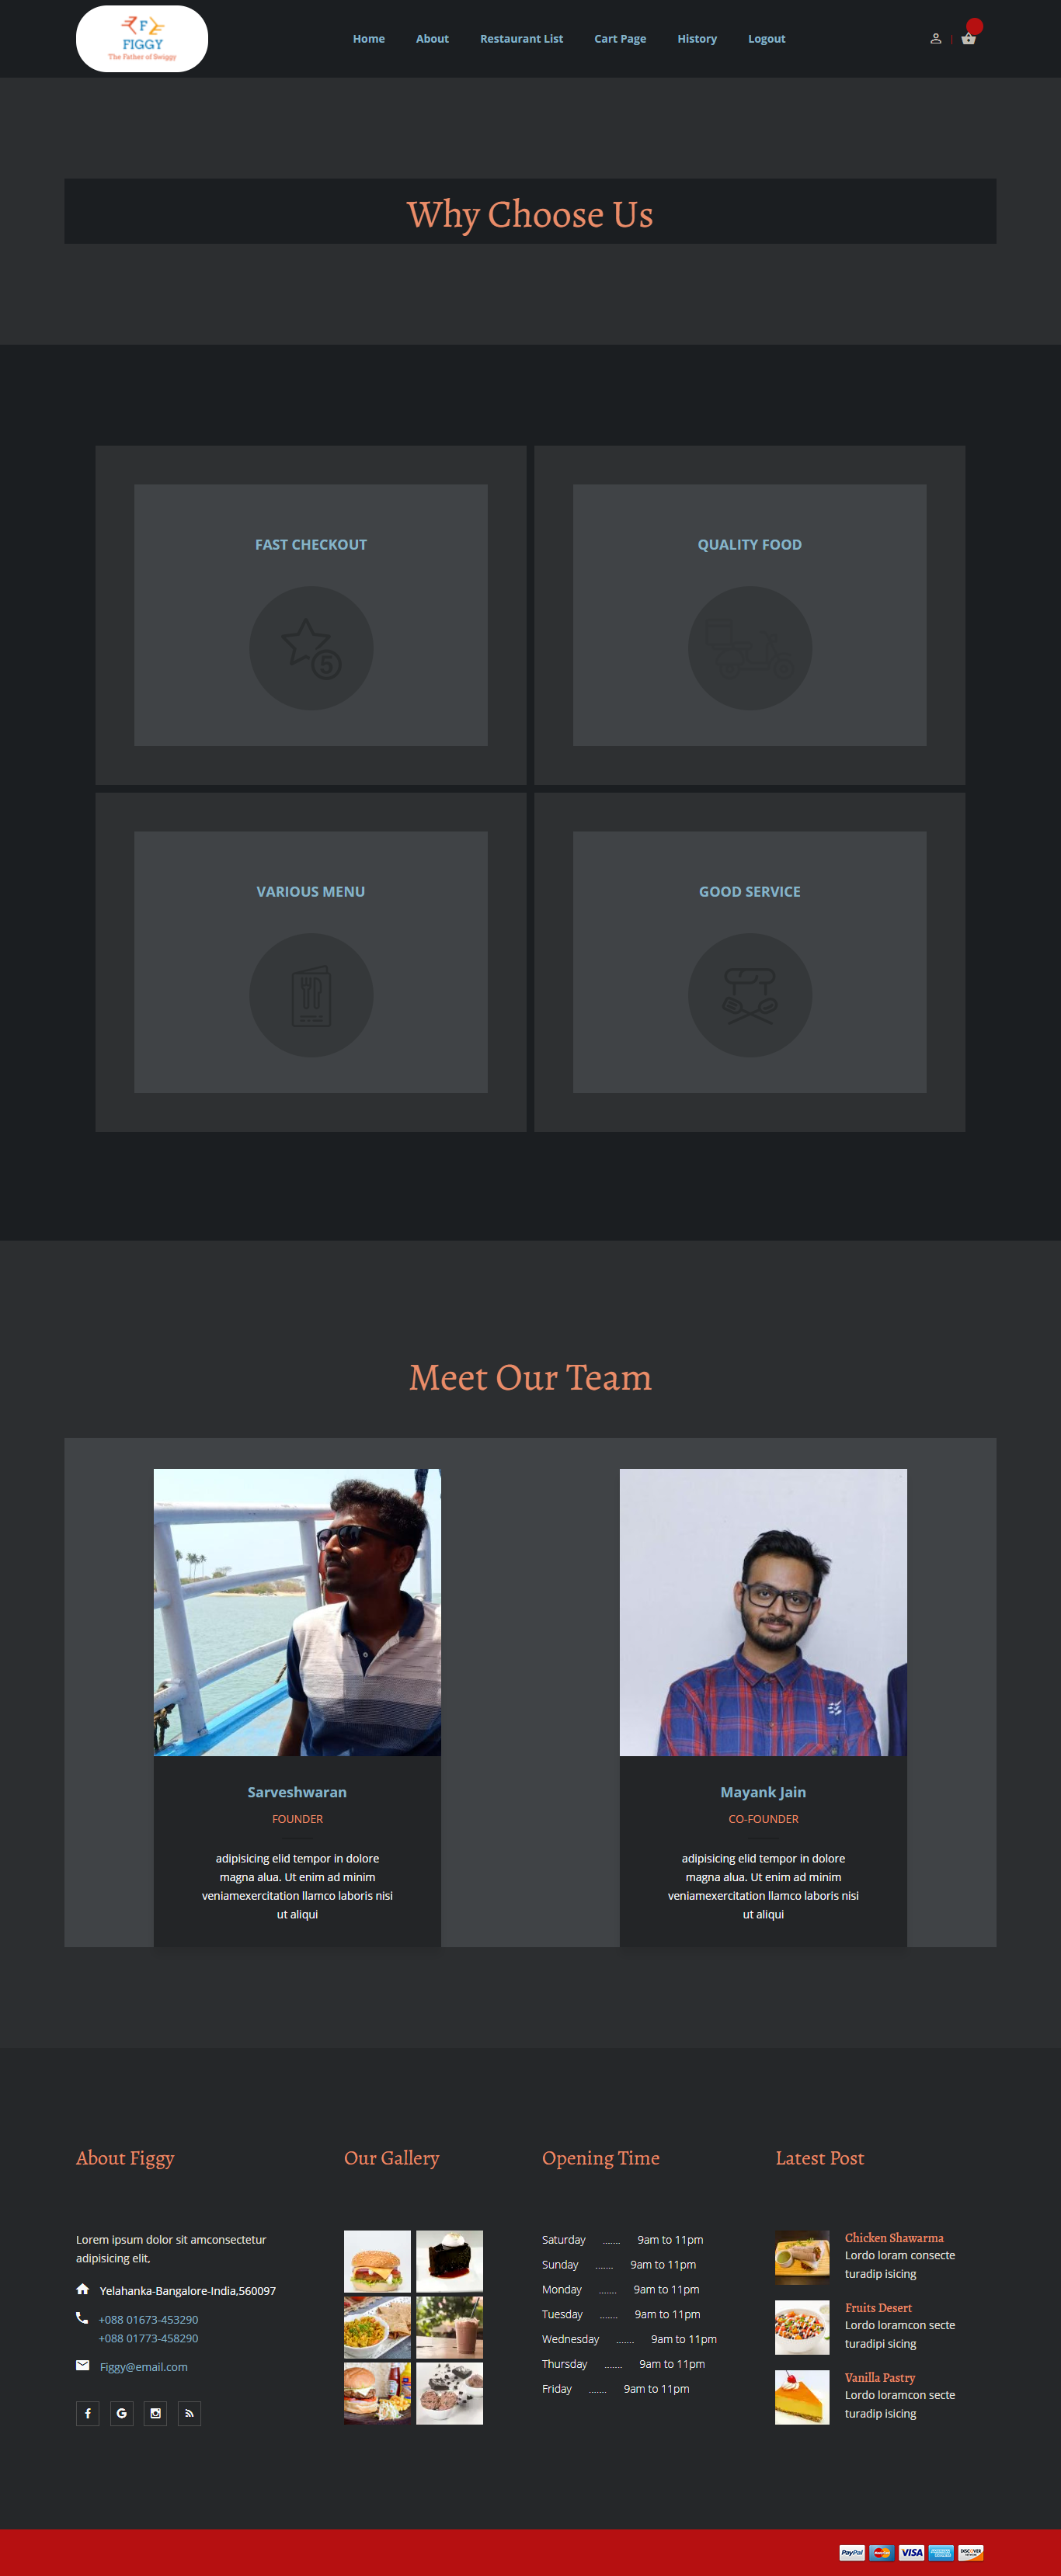 F
FIGGY
The Father of Swiggy
Home About Restaurant List Cart Page History Logout
Why Choose Us
FAST CHECKOUT
5
QUALITY FOOD
VARIOUS MENU
GOOD SERVICE
Meet Our Team
Sarveshwaran
FOUNDER
adipisicing elid tempor in dolore
magna alua. Ut enim ad minim
veniamexercitation llamco laboris nisi
ut aliqui
Mayank Jain
CO-FOUNDER
adipisicing elid tempor in dolore
magna alua. Ut enim ad minim
veniamexercitation llamco laboris nisi
ut aliqui
About Figgy
Lorem ipsum dolor sit amconsectetur
adipisicing elit,
Yelahanka-Bangalore-India,560097
+088 01673-453290
+088 01773-458290
Figgy@email.com
Our Gallery
Opening Time
Saturday ....... 9am to 11pm
Sunday ....... 9am to 11pm
Monday ....... 9am to 11pm
Tuesday ....... 9am to 11pm
Wednesday ....... 9am to 11pm
Thursday ....... 9am to 11pm
Friday ....... 9am to 11pm
Latest Post
Chicken Shawarma
Lordo loram consecte
turadip isicing
Fruits Desert
Lordo loramcon secte
turadipi sicing
Vanilla Pastry
Lordo loramcon secte
turadip isicing
PayPal MasterCard VISA DISCOVER